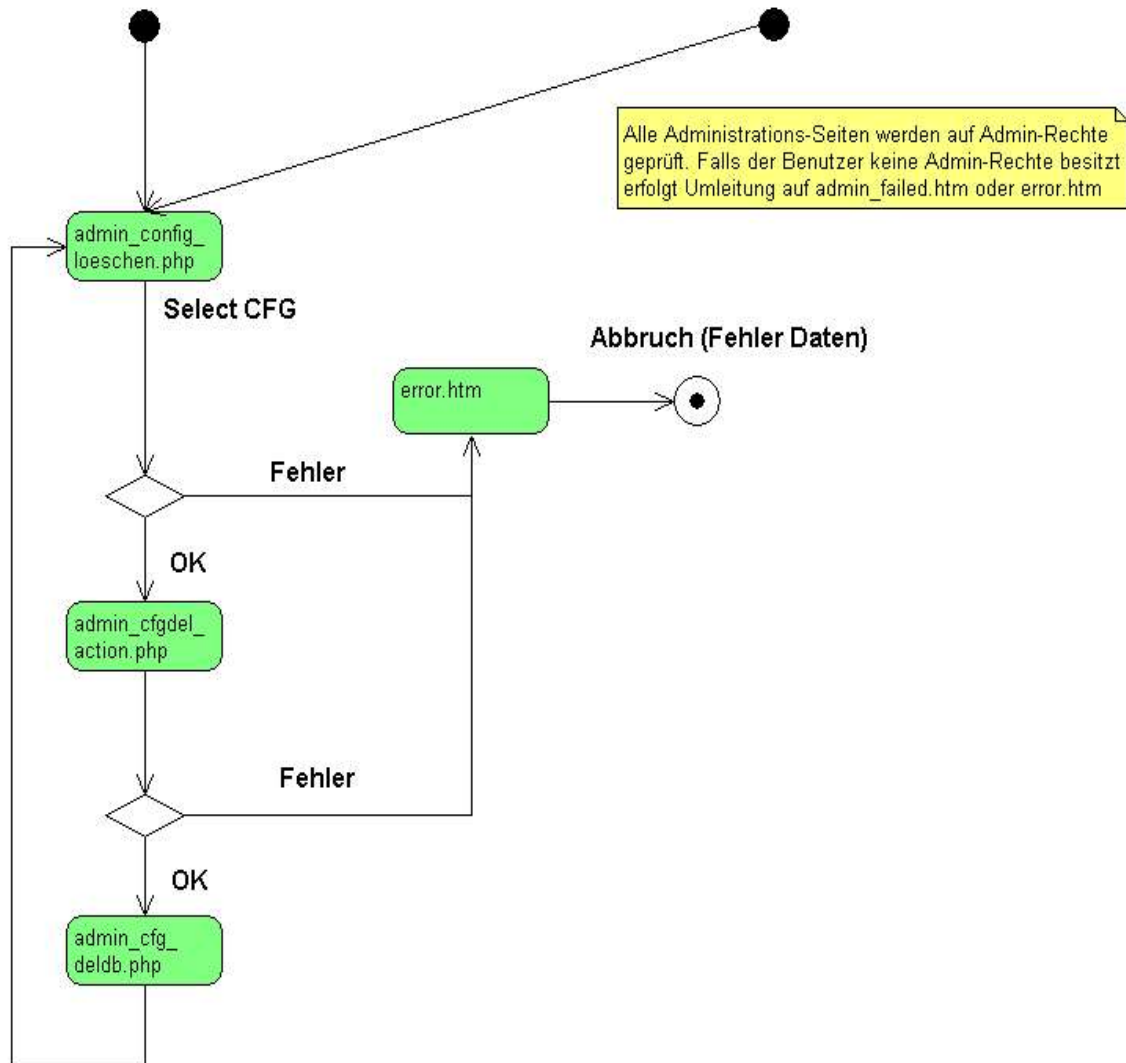 Alle Administrations-Seiten werden auf Admin-Rechte
geprüft. Falls der Benutzer keine Admin-Rechte besitzt
erfolgt Umleitung auf admin_failed.htm oder error.htm
admin_config_
loeschen.php
Select CFG
Abbruch (Fehler Daten)
error.htm
Fehler
OK
admin_cfgdel_
action.php
Fehler
OK
admin_cfg_
deldb.php